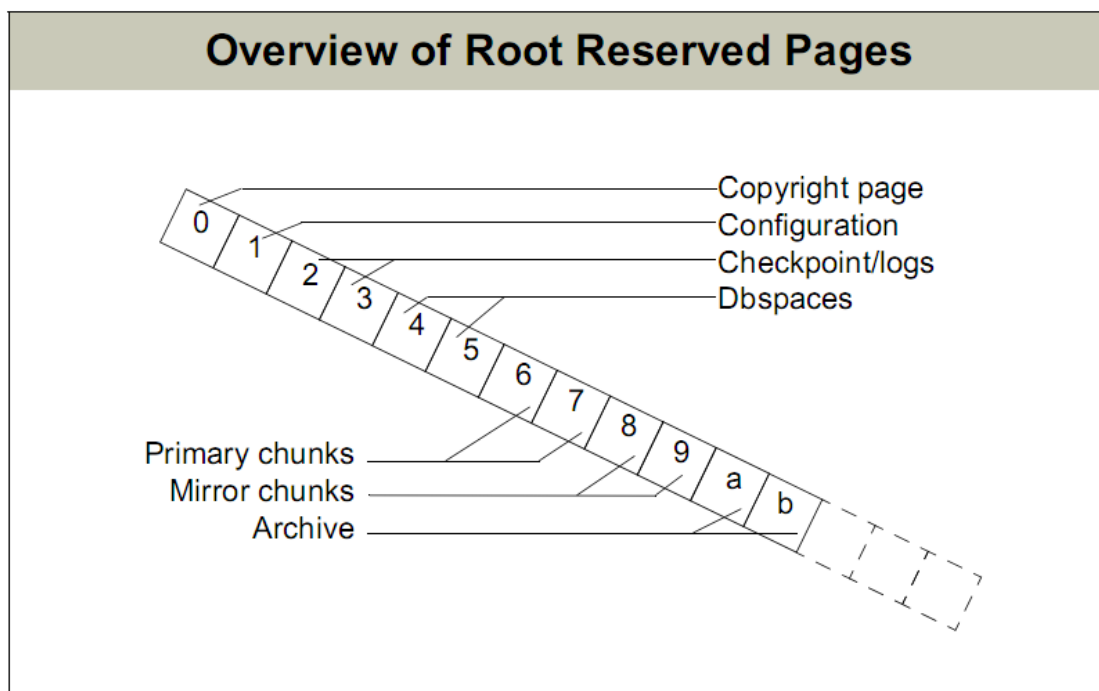 Overview of Root Reserved Pages
Copyright page
0
Configuration
1
Checkpoint/logs
2
3
Dbspaces
4
5
6
7
8
Primary chunks
9
Mirror chunks
a
b
Archive